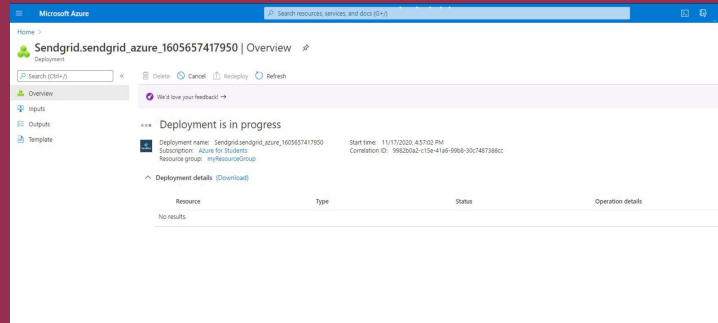 Microsoft Azure
Search resources, services, and docs (G+/)
Home >
Sendgrid.sendgrid_azure_1605657417950 | Overview
Deployment
Search (Ctrl+/)
«
Delete Cancel Redeploy Refresh
Overview
Inputs
Outputs
Template
We'd love your feedback! →
Deployment is in progress
Deployment name: Sendgrid.sendgrid_azure_1605657417950
Subscription: Azure for Students
Resource group: myResourceGroup
Start time: 11/17/2020, 4:57:02 PM
Correlation ID: 9982b0a2-c15e-41a6-99b8-30c7487386cc
Deployment details (Download)
Resource Type Status Operation details
No results.